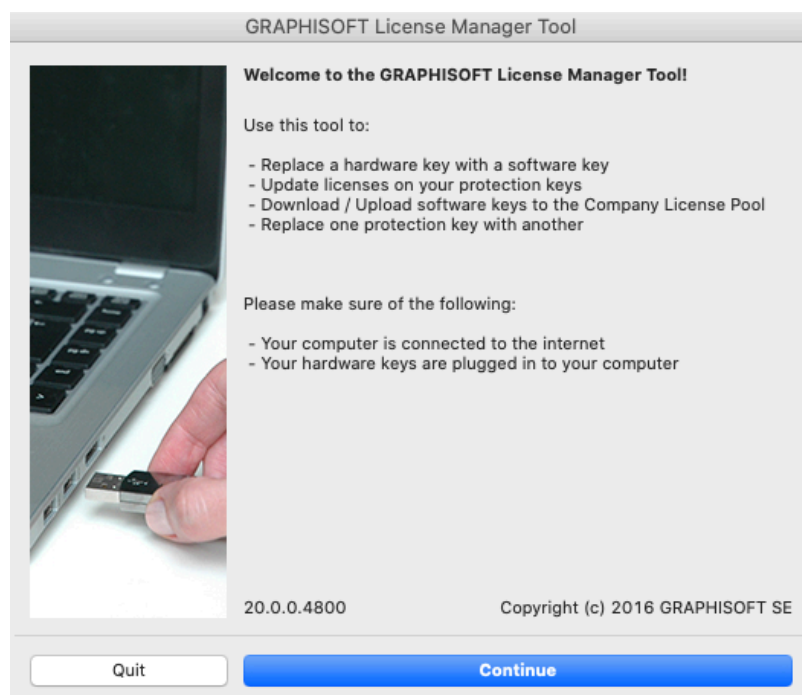 GRAPHISOFT License Manager Tool
Welcome to the GRAPHISOFT License Manager Tool!
Use this tool to:
- Replace a hardware key with a software key
- Update licenses on your protection keys
- Download / Upload software keys to the Company License Pool
- Replace one protection key with another
Please make sure of the following:
- Your computer is connected to the internet
- Your hardware keys are plugged in to your computer
20.0.0.4800 Copyright (c) 2016 GRAPHISOFT SE
Quit Continue